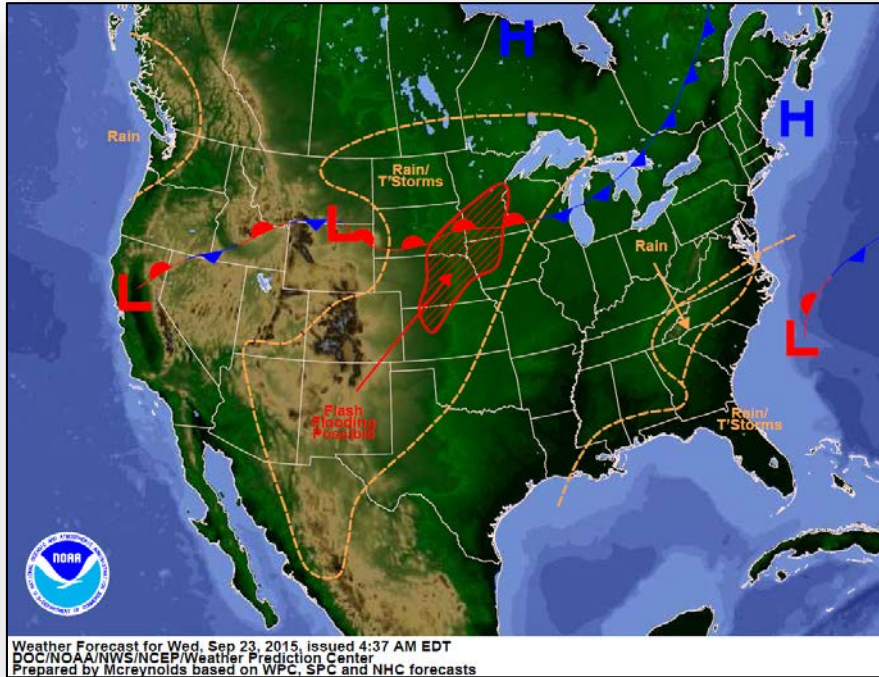 H
H
Rain
Rain/
T'Storms
L
Rain
L
L
Flash
Flooding
Possible
Rain/
T'Storms
NOAA
Weather Forecast for Wed, Sep 23, 2015, issued 4:37 AM EDT
DOC/NOAA/NWS/NCEP/Weather Prediction Center
Prepared by Mcreynolds based on WPC, SPC and NHC forecasts